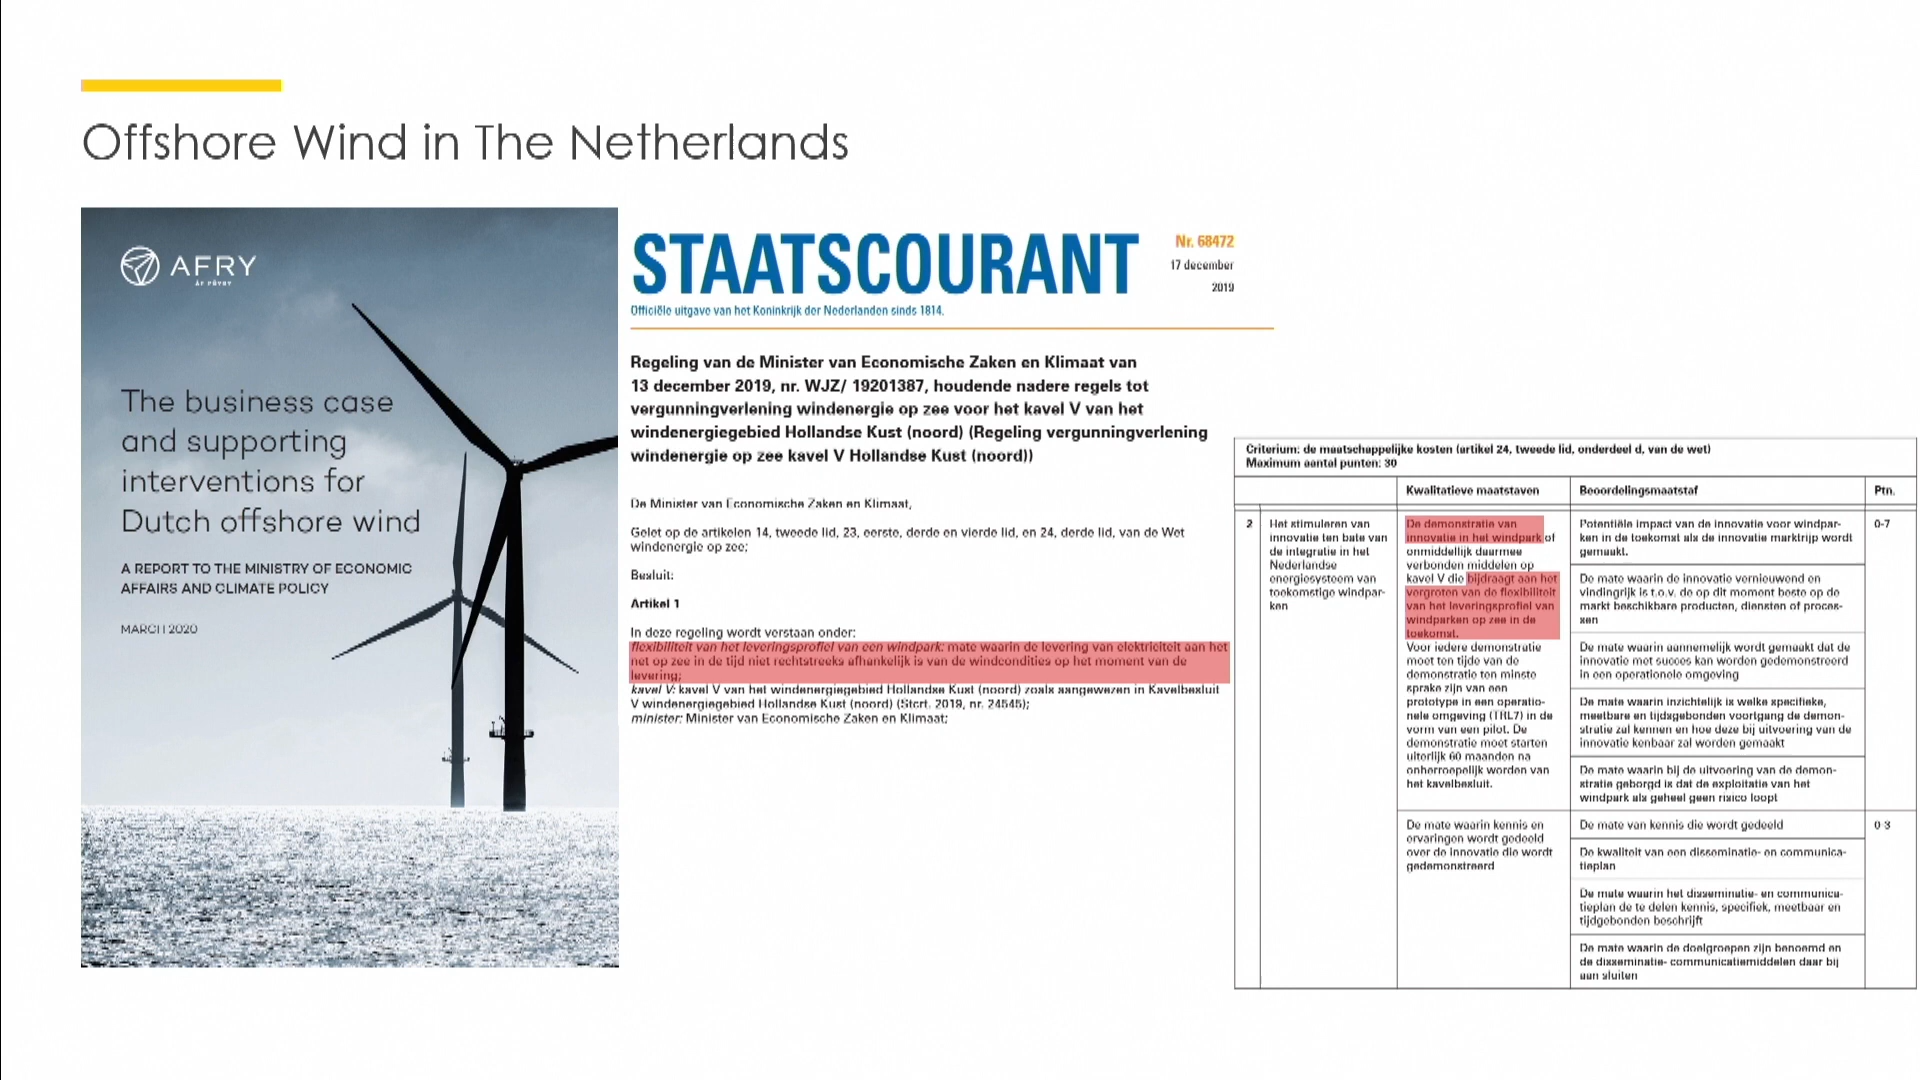 Offshore Wind in The Netherlands
AFRY
ÅF PÖYRY
The business case
and supporting
interventions for
Dutch offshore wind
A REPORT TO THE MINISTRY OF ECONOMIC
AFFAIRS AND CLIMATE POLICY
MARCH 2020
STAATSCOURANT
Nr. 68472
17 december
2019
Officiële uitgave van het Koninkrijk der Nederlanden sinds 1814.
Regeling van de Minister van Economische Zaken en Klimaat van
13 december 2019, nr. WJZ/ 19201387, houdende nadere regels tot
vergunningverlening windenergie op zee voor het kavel V van het
windenergiegebied Hollandse Kust (noord) (Regeling vergunningverlening
windenergie op zee kavel V Hollandse Kust (noord))
De Minister van Economische Zaken en Klimaat,
Gelet op de artikelen 14, tweede lid, 23, eerste, derde en vierde lid, en 24, derde lid, van de Wet
windenergie op zee;
Besluit:
Artikel 1
In deze regeling wordt verstaan onder:
flexibiliteit van het leveringsprofiel van een windpark: mate waarin de levering van elektriciteit aan het
net op zee in de tijd niet rechtstreeks afhankelijk is van de windcondities op het moment van de
levering;
kavel V: kavel V van het windenergiegebied Hollandse Kust (noord) zoals aangewezen in Kavelbesluit
V windenergiegebied Hollandse Kust (noord) (Stcrt. 2019, nr. 24545);
minister: Minister van Economische Zaken en Klimaat;
Criterium: de maatschappelijke kosten (artikel 24, tweede lid, onderdeel d, van de wet)
Maximum aantal punten: 30
Kwalitatieve maatstaven
Beoordelingsmaatstaf
Ptn.
2
Het stimuleren van
innovatie ten bate van
de integratie in het
Nederlandse
energiesysteem van
toekomstige windpar-
ken
De demonstratie van
innovatie in het windpark of
onmiddellijk daarmee
verbonden middelen op
kavel V die bijdraagt aan het
vergroten van de flexibiliteit
van het leveringsprofiel van
windparken op zee in de
toekomst.
Voor iedere demonstratie
moet ten tijde van de
demonstratie ten minste
sprake zijn van een
prototype in een operatio-
nele omgeving (TRL7) in de
vorm van een pilot. De
demonstratie moet starten
uiterlijk 60 maanden na
onherroepelijk worden van
het kavelbesluit.
Potentiële impact van de innovatie voor windpar-
ken in de toekomst als de innovatie marktrijp wordt
gemaakt.
0-7
De mate waarin de innovatie vernieuwend en
vindingrijk is t.o.v. de op dit moment beste op de
markt beschikbare producten, diensten of proces-
sen
De mate waarin aannemelijk wordt gemaakt dat de
innovatie met succes kan worden gedemonstreerd
in een operationele omgeving
De mate waarin inzichtelijk is welke specifieke,
meetbare en tijdsgebonden voortgang de demon-
stratie zal kennen en hoe deze bij uitvoering van de
innovatie kenbaar zal worden gemaakt
De mate waarin bij de uitvoering van de demon-
stratie geborgd is dat de exploitatie van het
windpark als geheel geen risico loopt
De mate waarin kennis en
ervaringen wordt gedeeld
over de innovatie die wordt
gedemonstreerd
De mate van kennis die wordt gedeeld
0-3
De kwaliteit van een disseminatie- en communica-
tieplan
De mate waarin het disseminatie- en communica-
tieplan de te delen kennis, specifiek, meetbaar en
tijdgebonden beschrijft
De mate waarin de doelgroepen zijn benoemd en
de disseminatie- communicatiemiddelen daar bij
aan sluiten